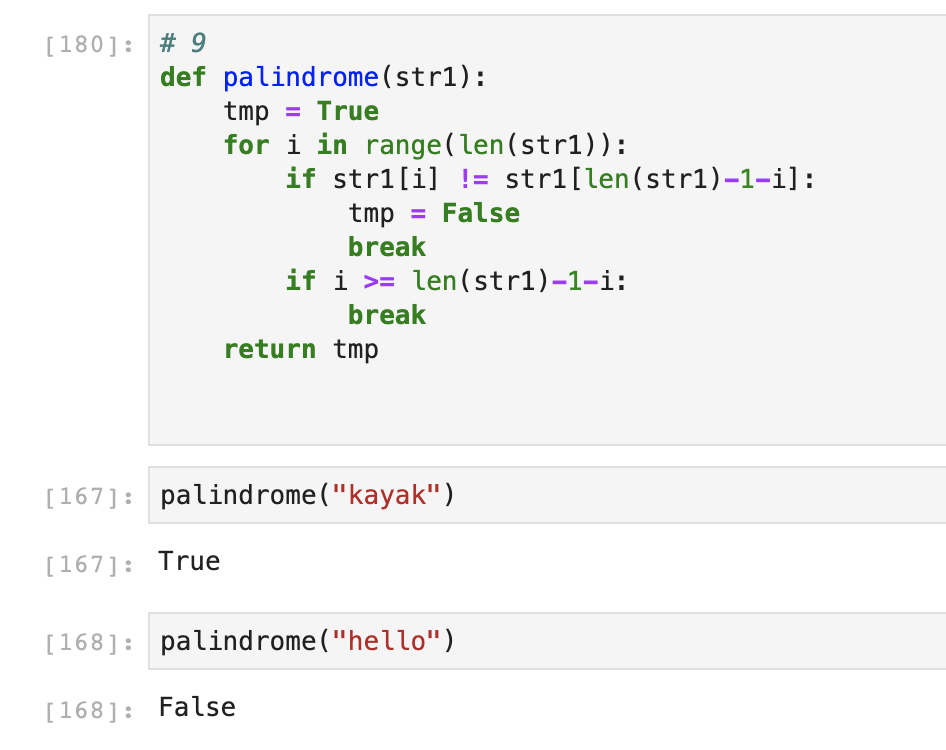 [180]: # 9
def palindrome(str1):
    tmp = True
    for i in range(len(str1)):
        if str1[i] != str1[len(str1)-1-i]:
            tmp = False
            break
        if i >= len(str1)-1-i:
            break
    return tmp
[167]: palindrome("kayak")
[167]: True
[168]: palindrome("hello")
[168]: False